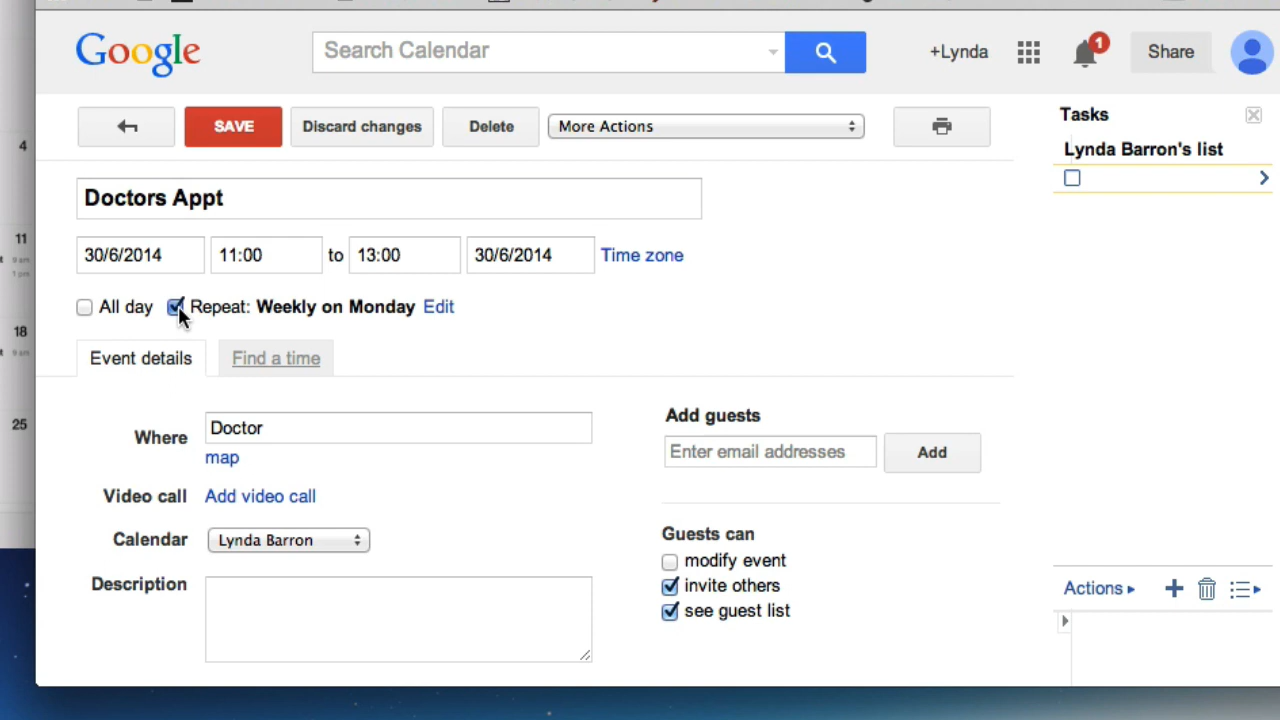 Google
Search Calendar
+Lynda
1
Share
SAVE
Discard changes
Delete
More Actions
Tasks
Lynda Barron's list
4
Doctors Appt
11
30/6/2014 11:00 to 13:00 30/6/2014 Time zone
All day Repeat: Weekly on Monday Edit
18
Event details Find a time
25
Where Doctor
map
Video call Add video call
Calendar Lynda Barron
Description
Add guests
Enter email addresses Add
Guests can
modify event
invite others
see guest list
Actions